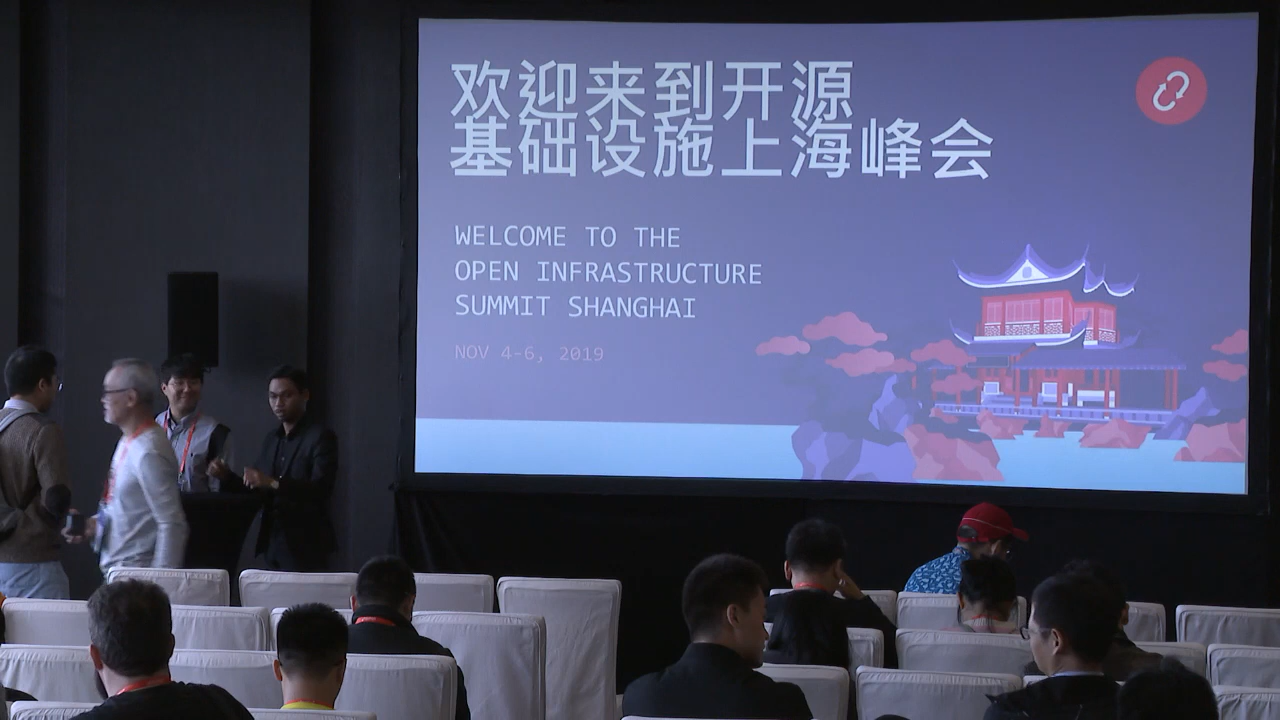 欢迎来到开源
基础设施上海峰会
WELCOME TO THE
OPEN INFRASTRUCTURE
SUMMIT SHANGHAI
NOV 4-6, 2019